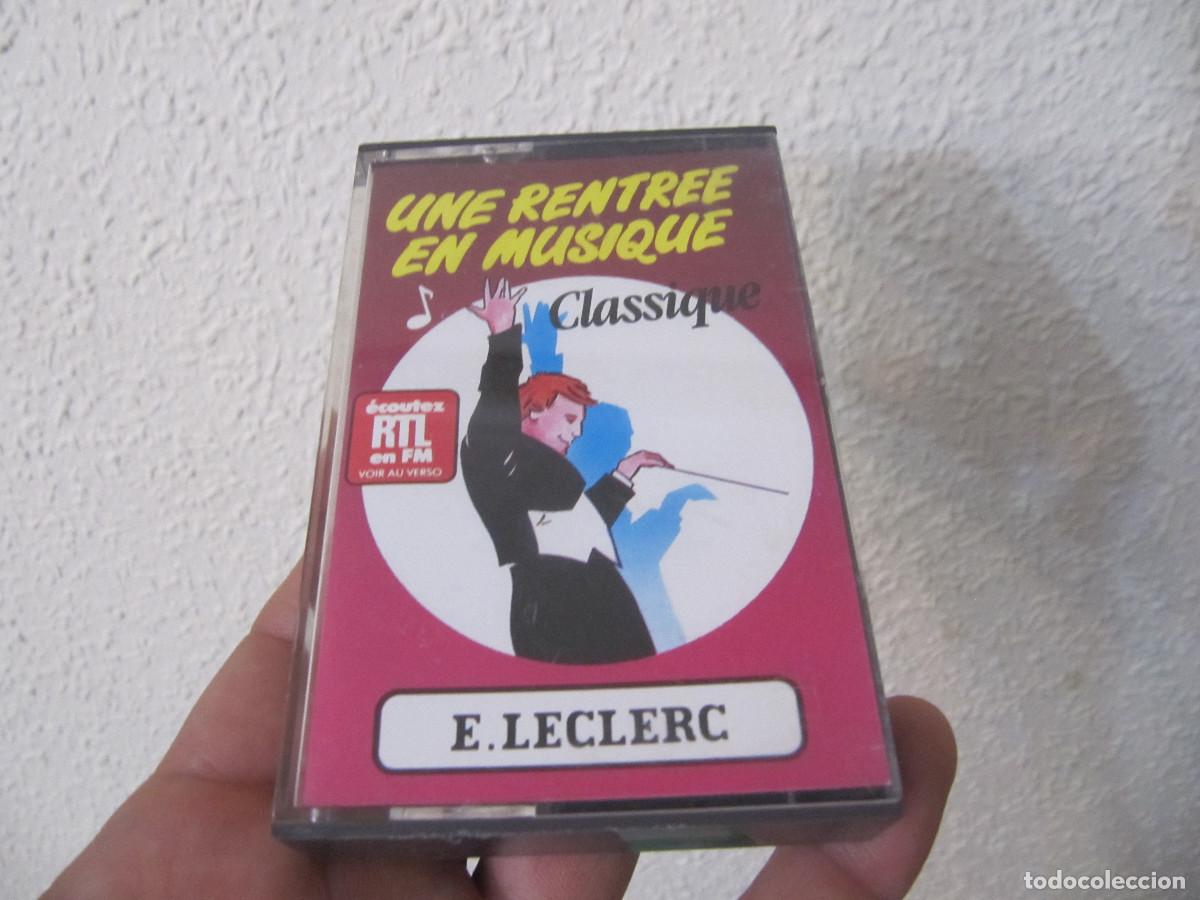 UNE RENTREE
EN MUSIQUE
Classique
écoutez
RTL
en FM
VOIR AU VERSO
E.LECLERC
todocoleccion